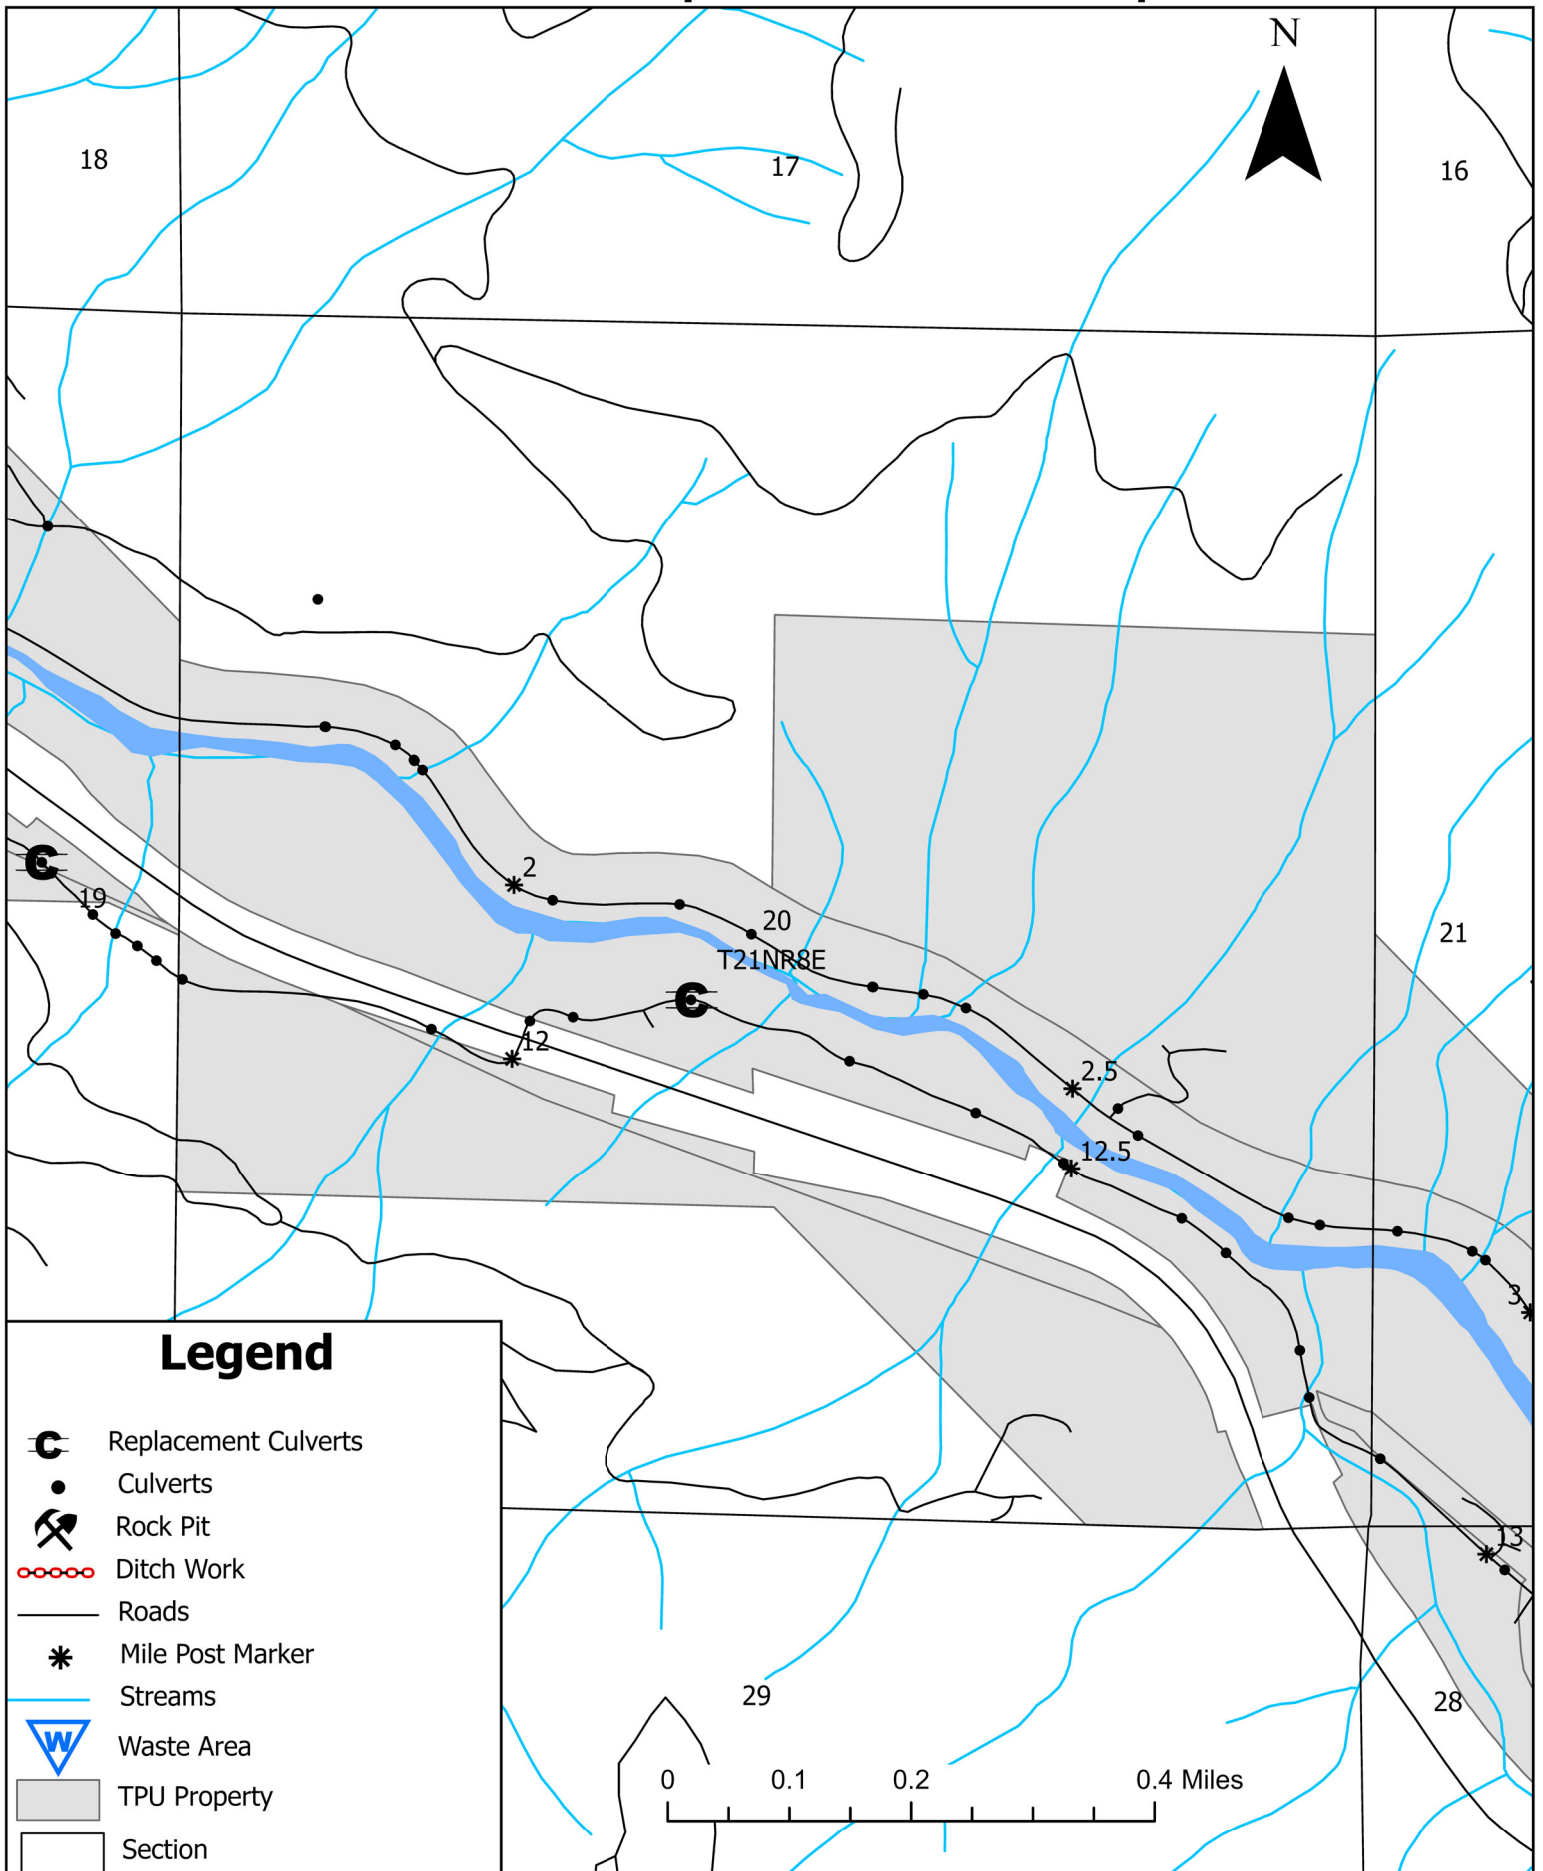 N
18
17
16
19
2
20
T21NR8E
21
12
2.5
12.5
3
13
29
28
0 0.1 0.2 0.4 Miles
Legend
Replacement Culverts
Culverts
Rock Pit
Ditch Work
Roads
Mile Post Marker
Streams
W Waste Area
TPU Property
Section